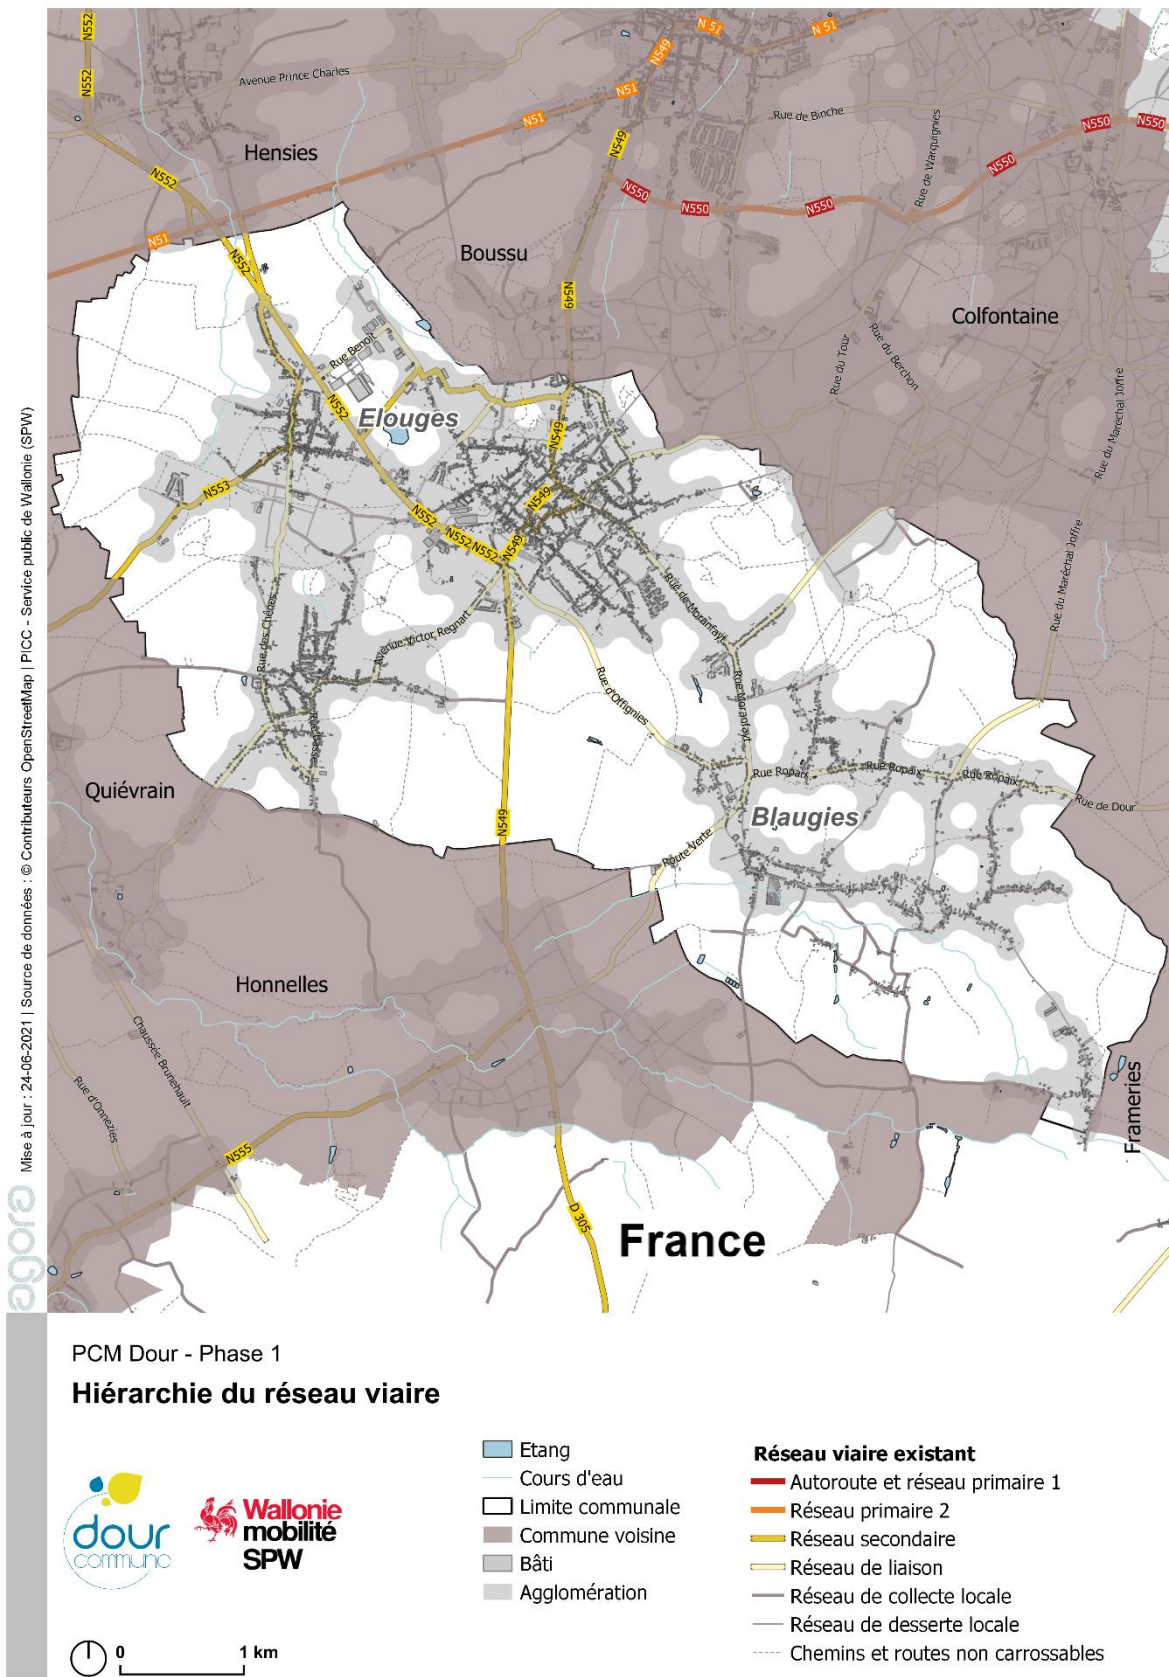 N552
N 51
N 51
N549
N552
Avenue Prince Charles
N51
N51
Rue de Binche
N550
N550
Hensies
N549
Rue de Warquignies
N552
N550
N550
N550
N550
N51
N552
Boussu
N549
Colfontaine
Rue du Tour
Rue du Berchon
Rue Benoit
N552
Elouges
N549
Rue du Maréchal Joffre
N553
N549
N552
N552
N552
N549
Rue du Maréchal Joffre
Rue de Moranfayt
Rue des Chênes
Avenue Victor Regnart
Rue d'Offignies
Rue Moranfayt
Rue Basse
Quiévrain
N549
Rue Ropaix
Rue Ropaix
Rue Ropaix
Rue de Dour
Blaugies
Route Verte
Honnelles
Chaussée Brunehault
Rue d'Onnezies
Frameries
N555
D 305
France
Mise à jour : 24-06-2021 | Source de données : © Contributeurs OpenStreetMap | PICC - Service public de Wallonie (SPW)
agora
PCM Dour - Phase 1
Hiérarchie du réseau viaire
dour
commune
Wallonie
mobilité
SPW
0 1 km
Etang
Cours d'eau
Limite communale
Commune voisine
Bâti
Agglomération
Réseau viaire existant
Autoroute et réseau primaire 1
Réseau primaire 2
Réseau secondaire
Réseau de liaison
Réseau de collecte locale
Réseau de desserte locale
Chemins et routes non carrossables